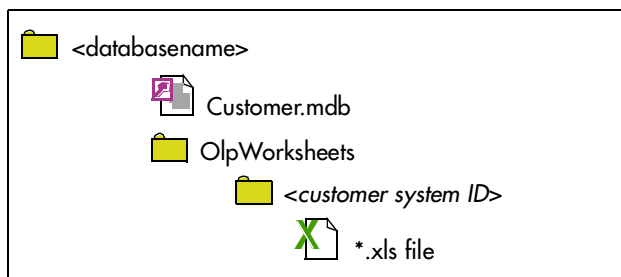 <databasename>
Customer.mdb
OlpWorksheets
<customer system ID>
*.xls file